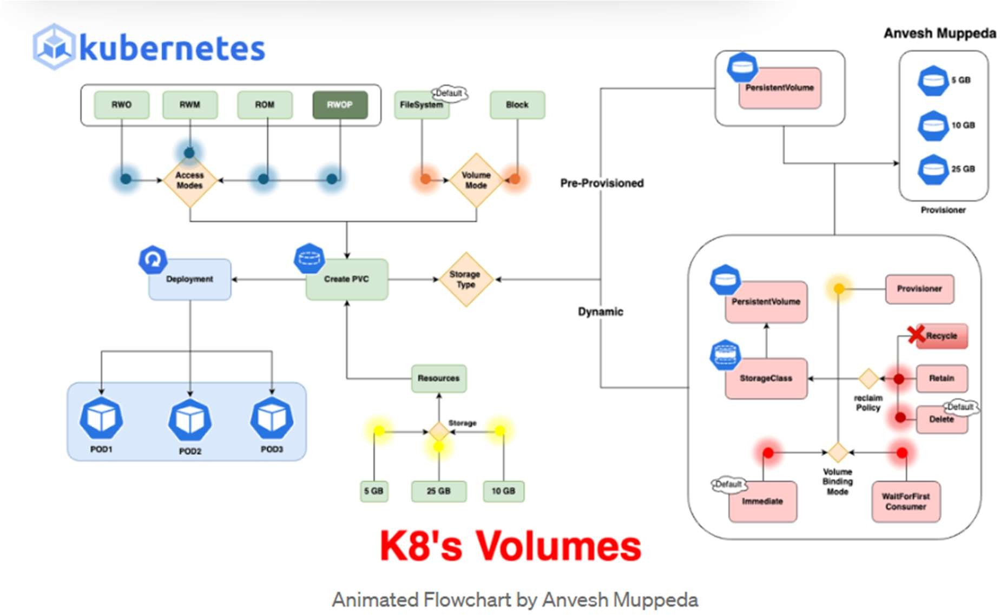 kubernetes
Anvesh Muppeda
RWO
RWM
ROM
RWOP
FileSystem
Default
Block
PersistentVolume
5 GB
10 GB
25 GB
Provisioner
Access
Modes
Volume
Mode
Pre-Provisioned
Deployment
Create PVC
Storage
Type
Dynamic
PersistentVolume
Provisioner
Recycle
StorageClass
reclaim
Policy
Retain
Default
Delete
Resources
Storage
5 GB
25 GB
10 GB
POD1
POD2
POD3
Volume
Binding
Mode
Default
Immediate
WaitForFirst
Consumer
K8's Volumes
Animated Flowchart by Anvesh Muppeda